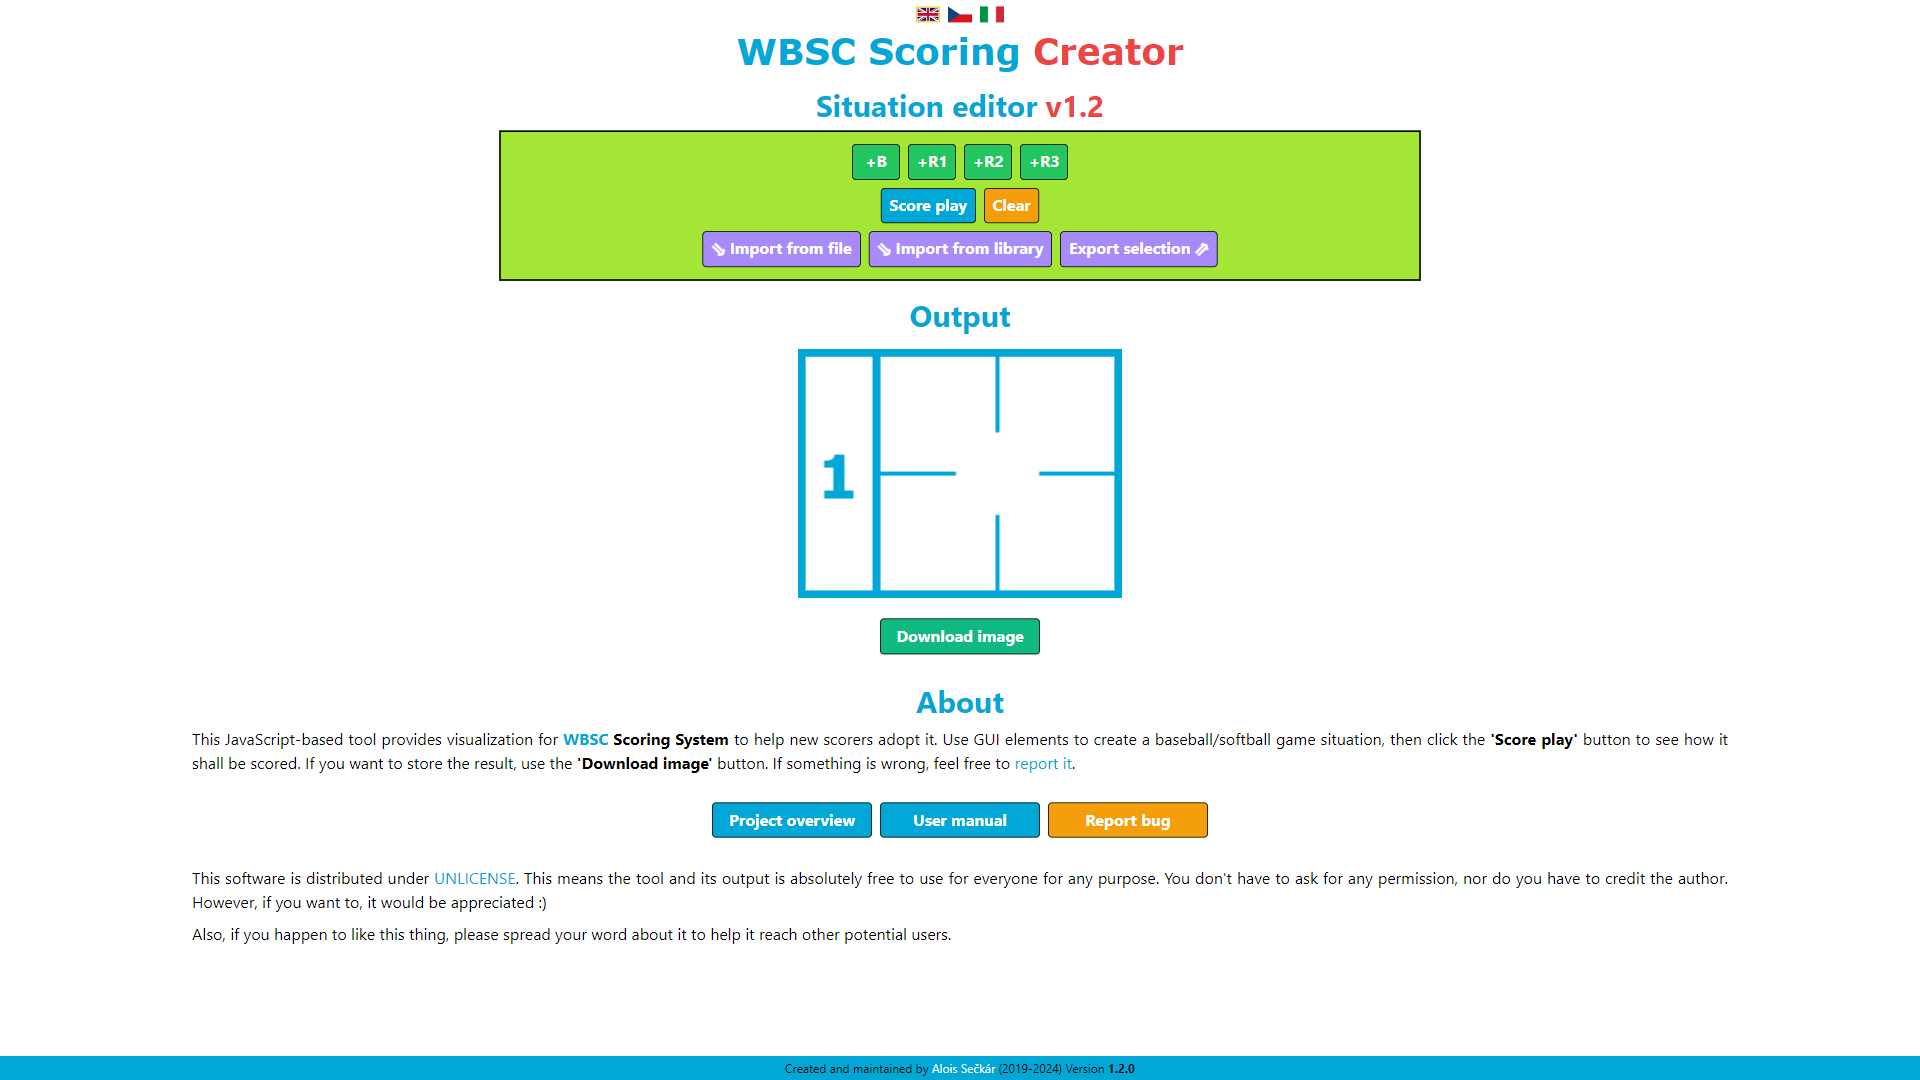 WBSC Scoring Creator
Situation editor v1.2
+B +R1 +R2 +R3
Score play Clear
⇘ Import from file ⇘ Import from library Export selection ⇗
Output
1
Download image
About
This JavaScript-based tool provides visualization for WBSC Scoring System to help new scorers adopt it. Use GUI elements to create a baseball/softball game situation, then click the 'Score play' button to see how it
shall be scored. If you want to store the result, use the 'Download image' button. If something is wrong, feel free to report it.
Project overview User manual Report bug
This software is distributed under UNLICENSE. This means the tool and its output is absolutely free to use for everyone for any purpose. You don't have to ask for any permission, nor do you have to credit the author.
However, if you want to, it would be appreciated :)
Also, if you happen to like this thing, please spread your word about it to help it reach other potential users.
Created and maintained by Alois Sečkár (2019-2024) Version 1.2.0